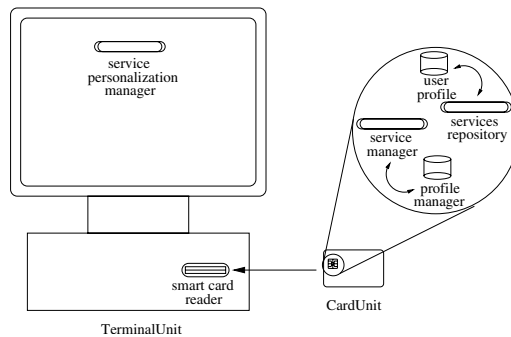 service
personalization
manager
user
profile
services
repository
service
manager
profile
manager
smart card
reader
CardUnit
TerminalUnit